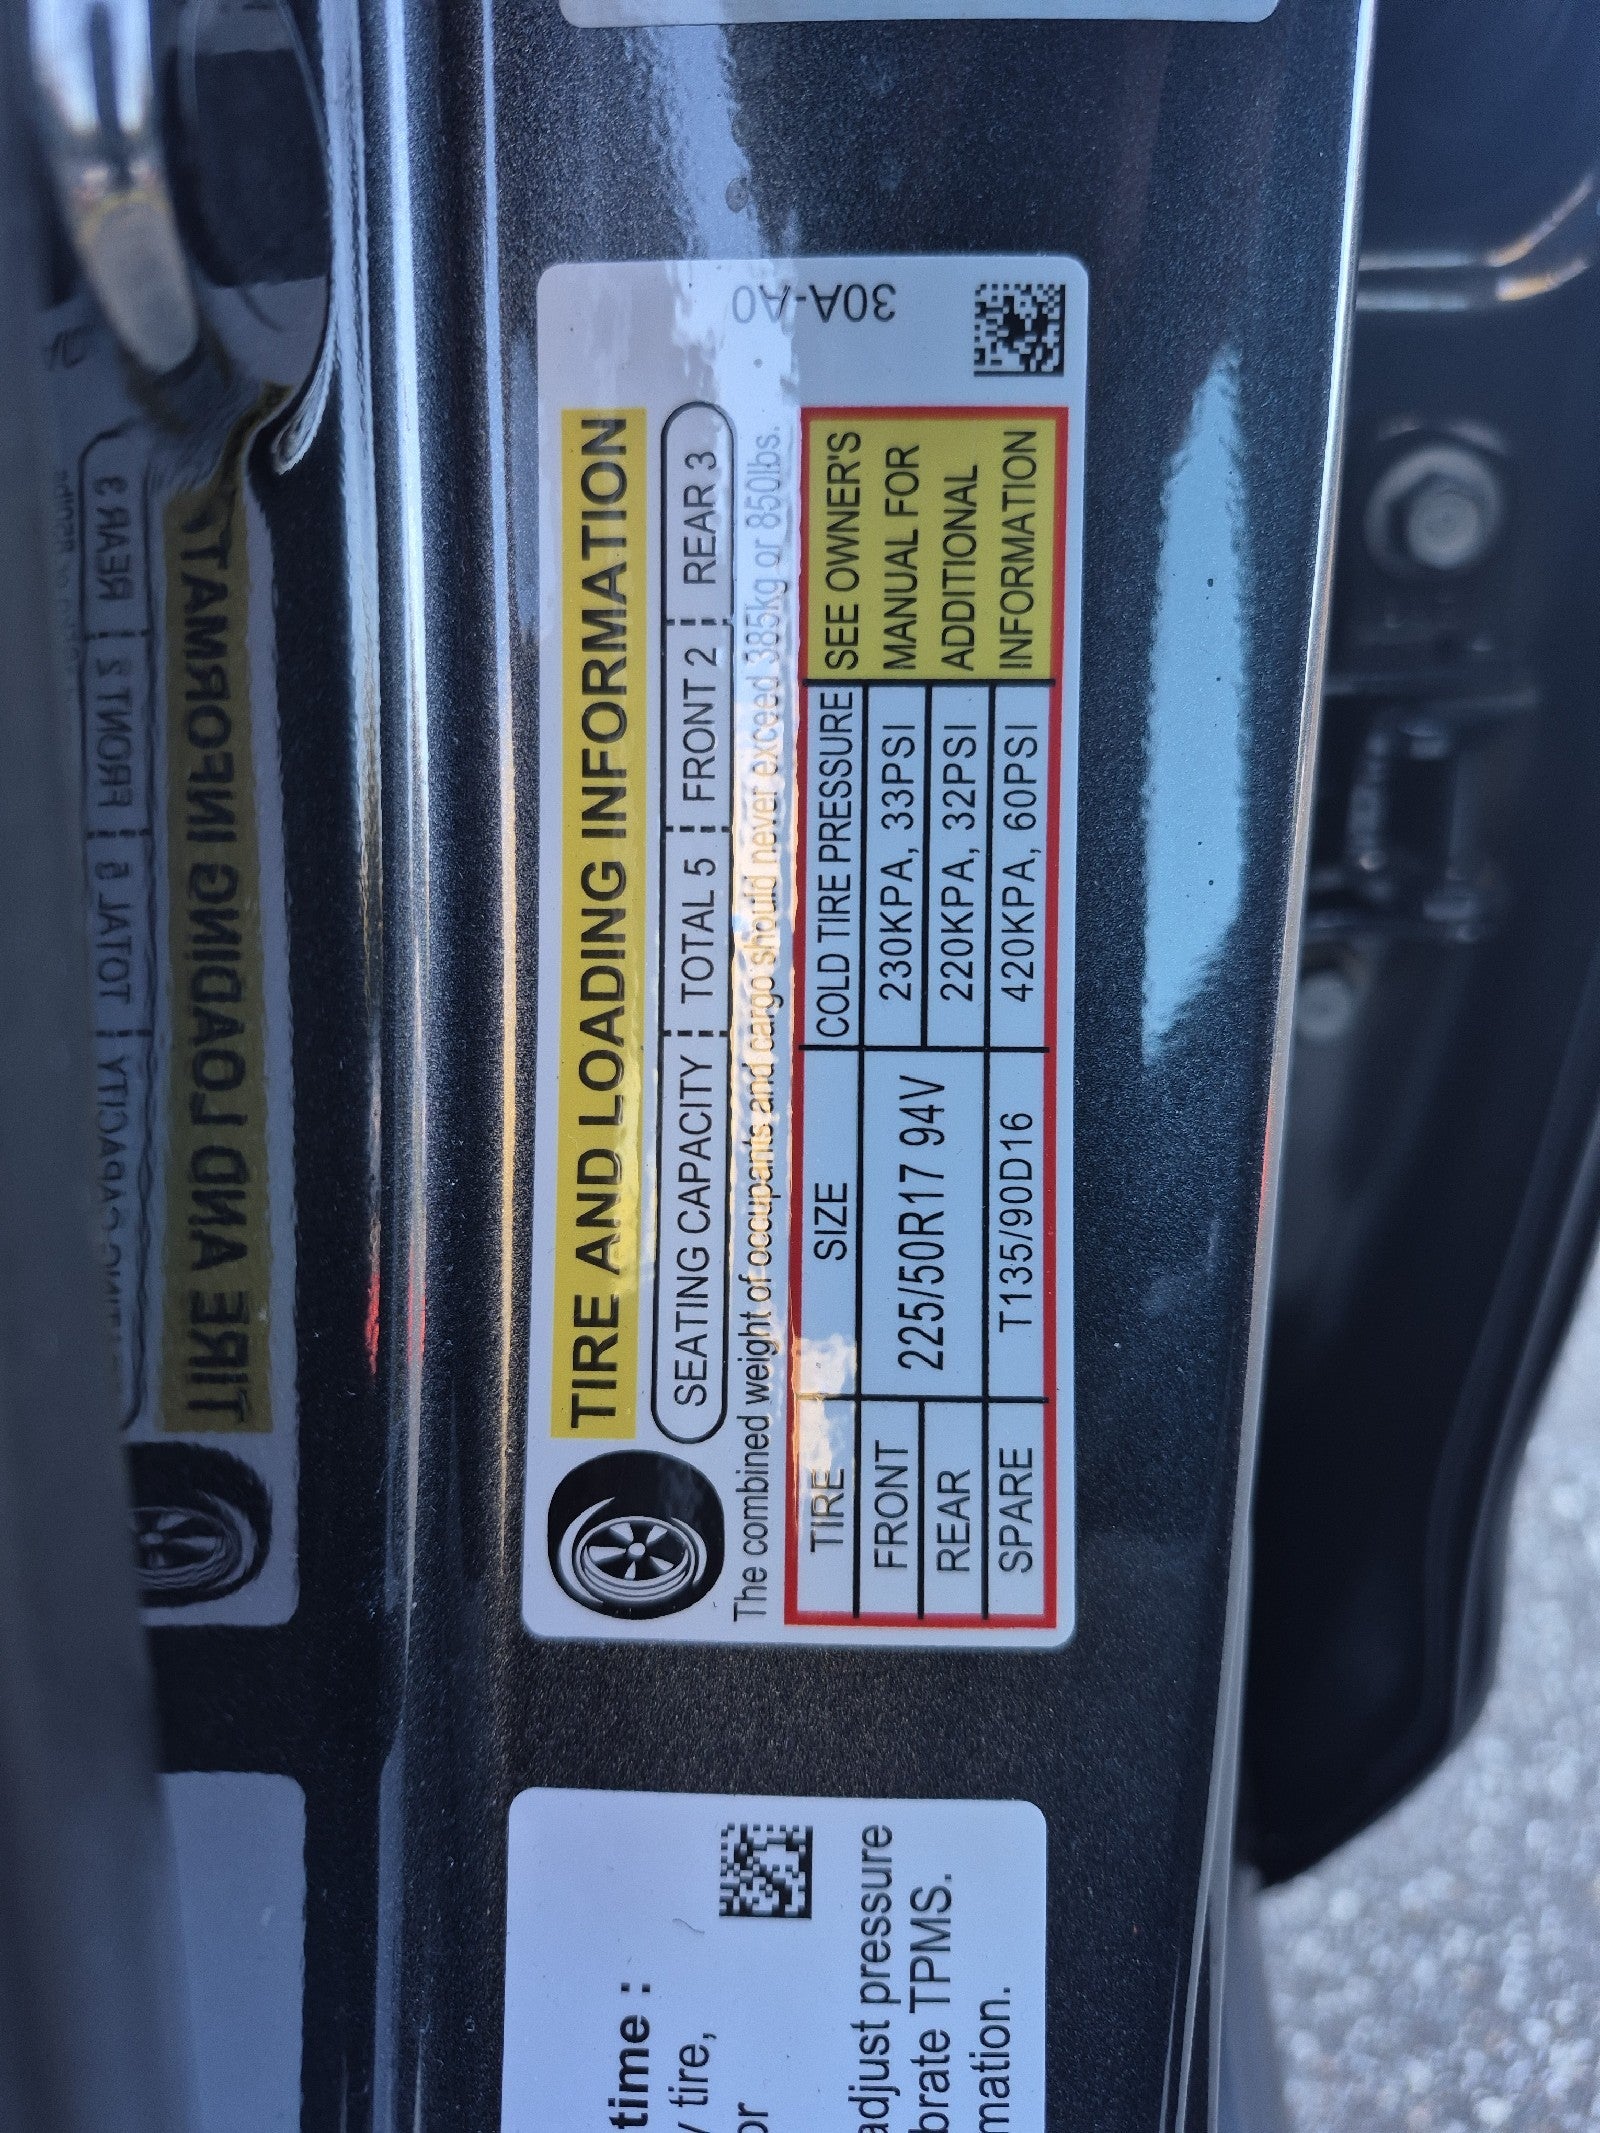 TIRE AND LOADING INFORMATION
SEATING CAPACITY TOTAL 5 FRONT 2 REAR 3
The combined weight of occupants and cargo should never exceed 385kg or 850lbs.
TIRE SIZE COLD TIRE PRESSURE SEE OWNER'S
FRONT 225/50R17 94V 230KPA, 33PSI MANUAL FOR
REAR 220KPA, 32PSI ADDITIONAL
SPARE T135/90D16 420KPA, 60PSI INFORMATION
30A-A0
time :
tire,
or
adjust pressure
brate TPMS.
mation.